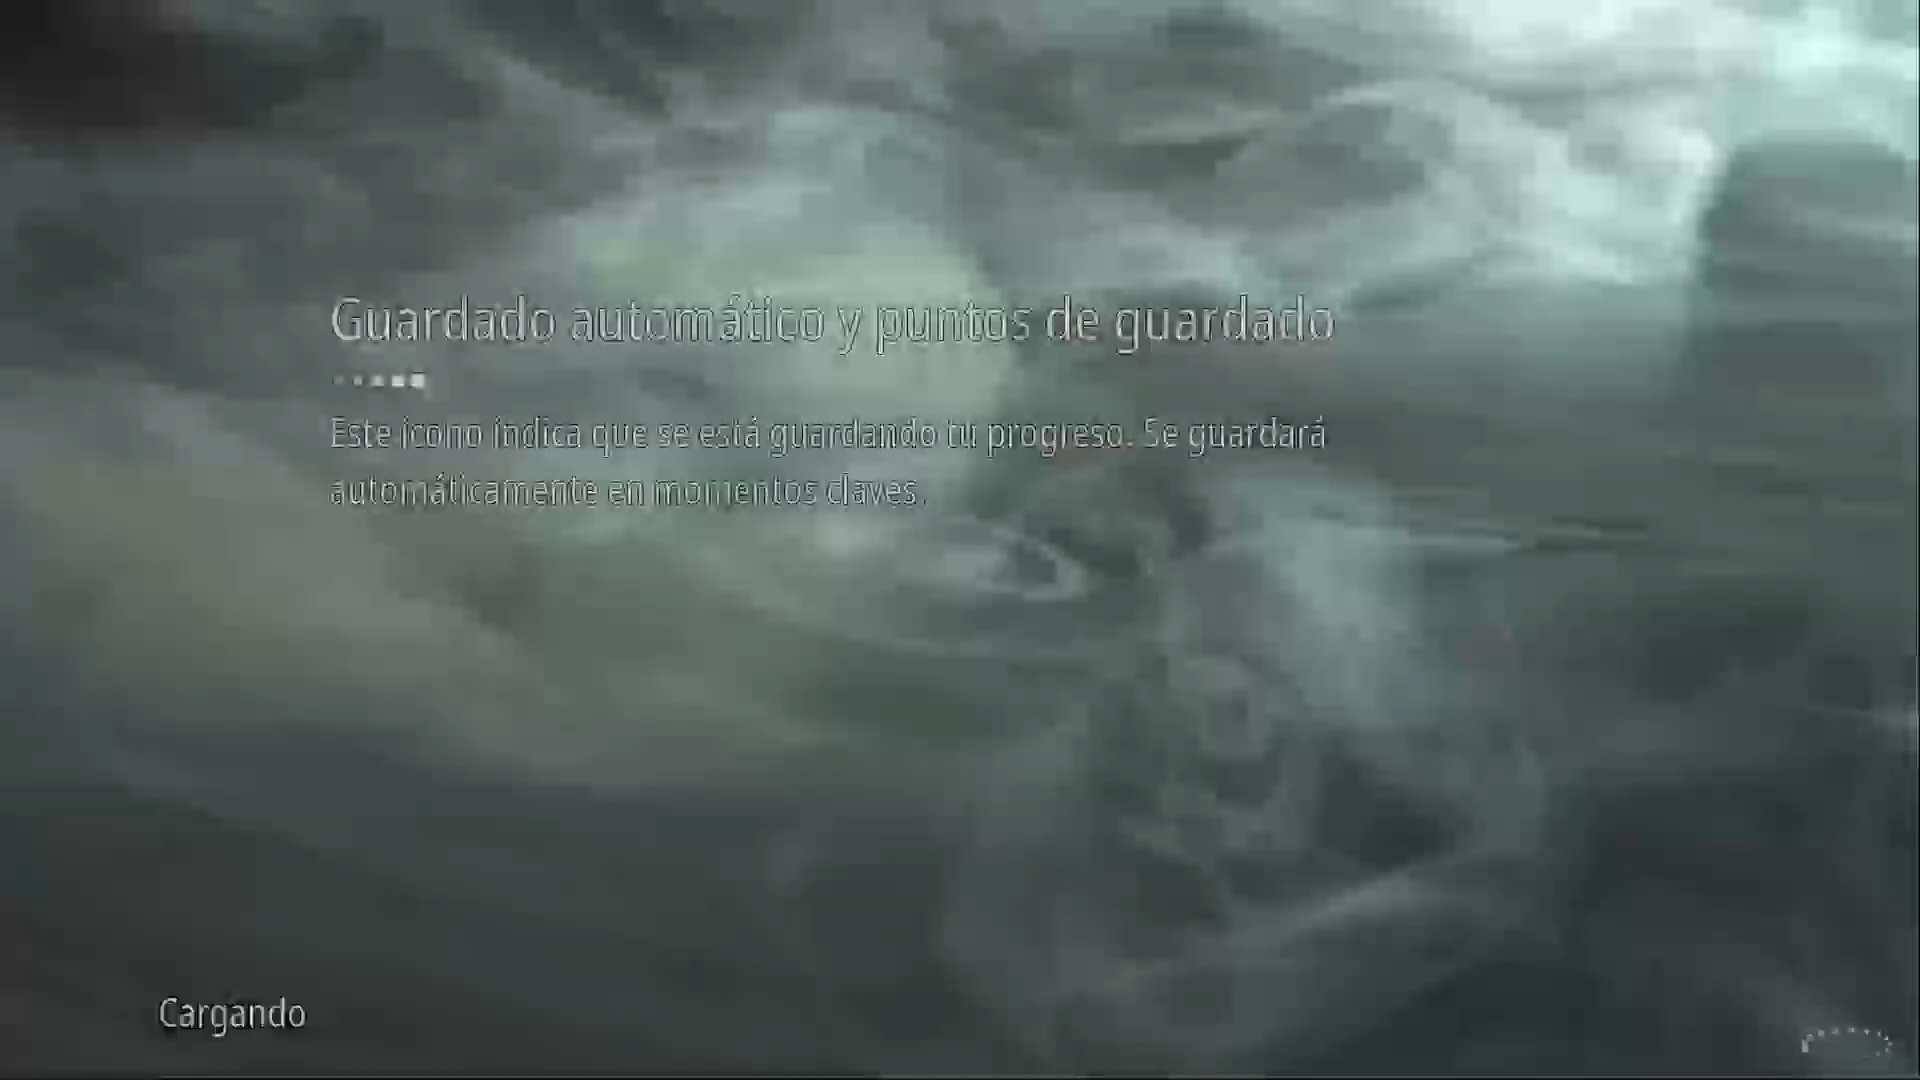 Guardado automático y puntos de guardado
Este icono indica que se está guardando tu progreso. Se guardará
automáticamente en momentos claves.
Cargando